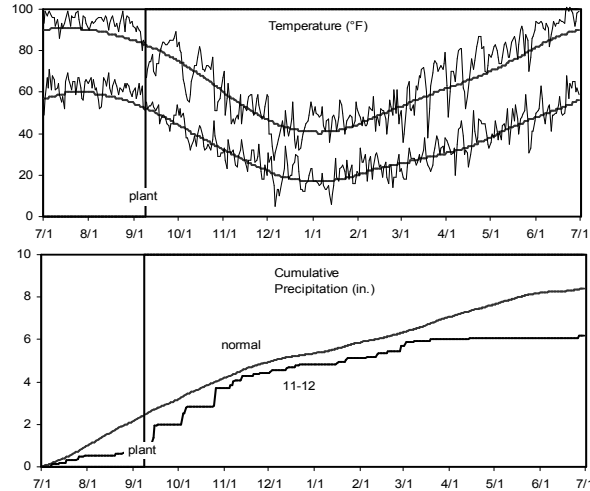 Temperature (°F)
100
80
60
40
20
0
plant
7/1 8/1 9/1 10/1 11/1 12/1 1/1 2/1 3/1 4/1 5/1 6/1 7/1
Cumulative
Precipitation (in.)
10
8
6
4
2
0
normal
11-12
plant
7/1 8/1 9/1 10/1 11/1 12/1 1/1 2/1 3/1 4/1 5/1 6/1 7/1